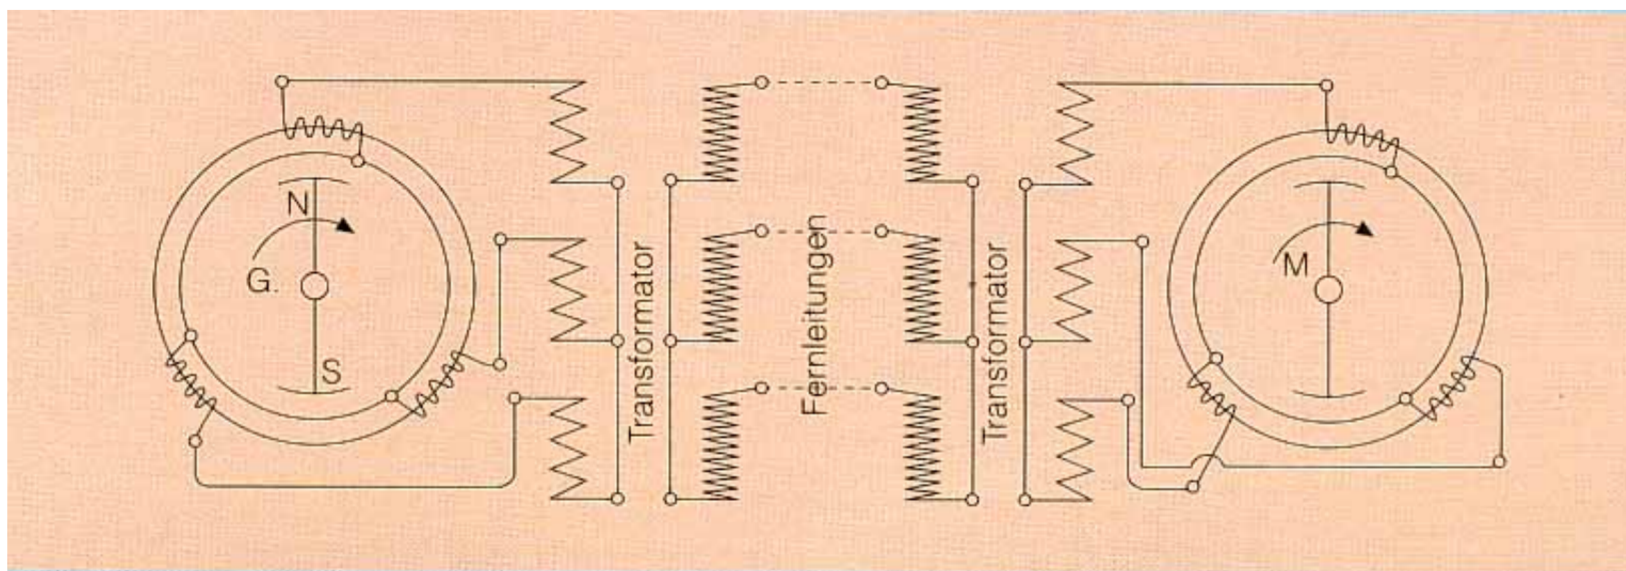 N
G.
S
Transformator
Fernleitungen
Transformator
M